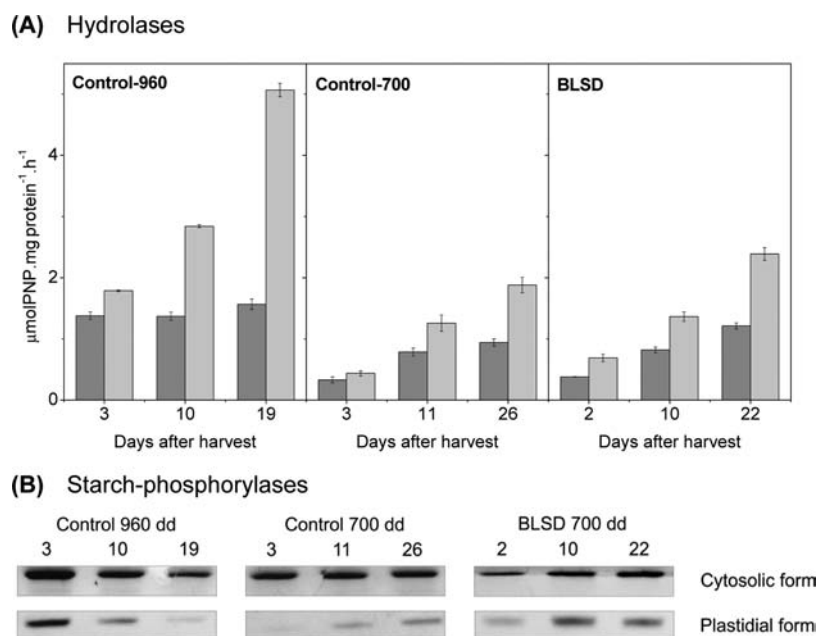 (A) Hydrolases
Control-960 Control-700 BLSD
µmolPNP.mg protein⁻¹.h⁻¹
4
2
0
3 10 19 3 11 26 2 10 22
Days after harvest Days after harvest Days after harvest
(B) Starch-phosphorylases
Control 960 dd Control 700 dd BLSD 700 dd
3 10 19 3 11 26 2 10 22
Cytosolic form
Plastidial form